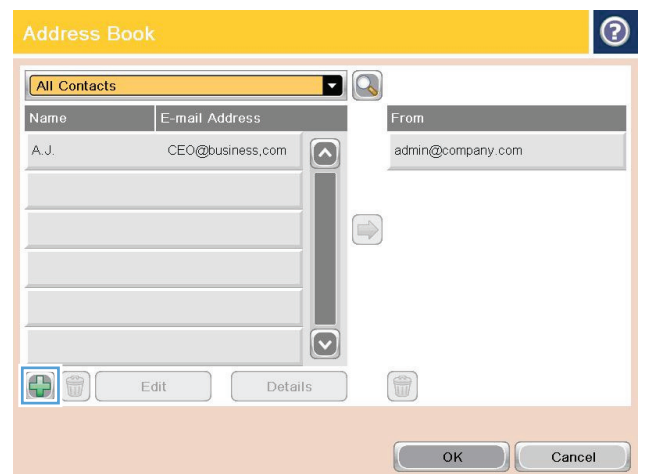 Address Book
?
All Contacts
Name E-mail Address From
A.J. CEO@business,com admin@company.com
Edit Details
OK Cancel